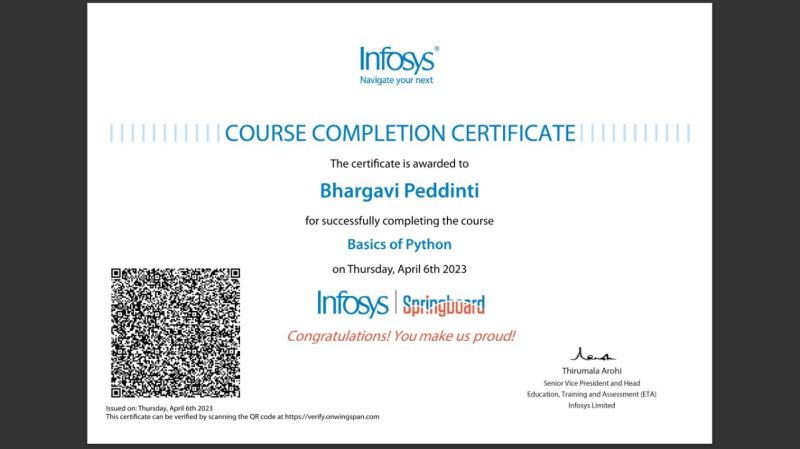 Infosys®
Navigate your next
COURSE COMPLETION CERTIFICATE
The certificate is awarded to
Bhargavi Peddinti
for successfully completing the course
Basics of Python
on Thursday, April 6th 2023
Infosys | Springboard
Congratulations! You make us proud!
Thirumala Arohi
Senior Vice President and Head
Education, Training and Assessment (ETA)
Infosys Limited
Issued on: Thursday, April 6th 2023
This certificate can be verified by scanning the QR code at https://verify.onwingspan.com